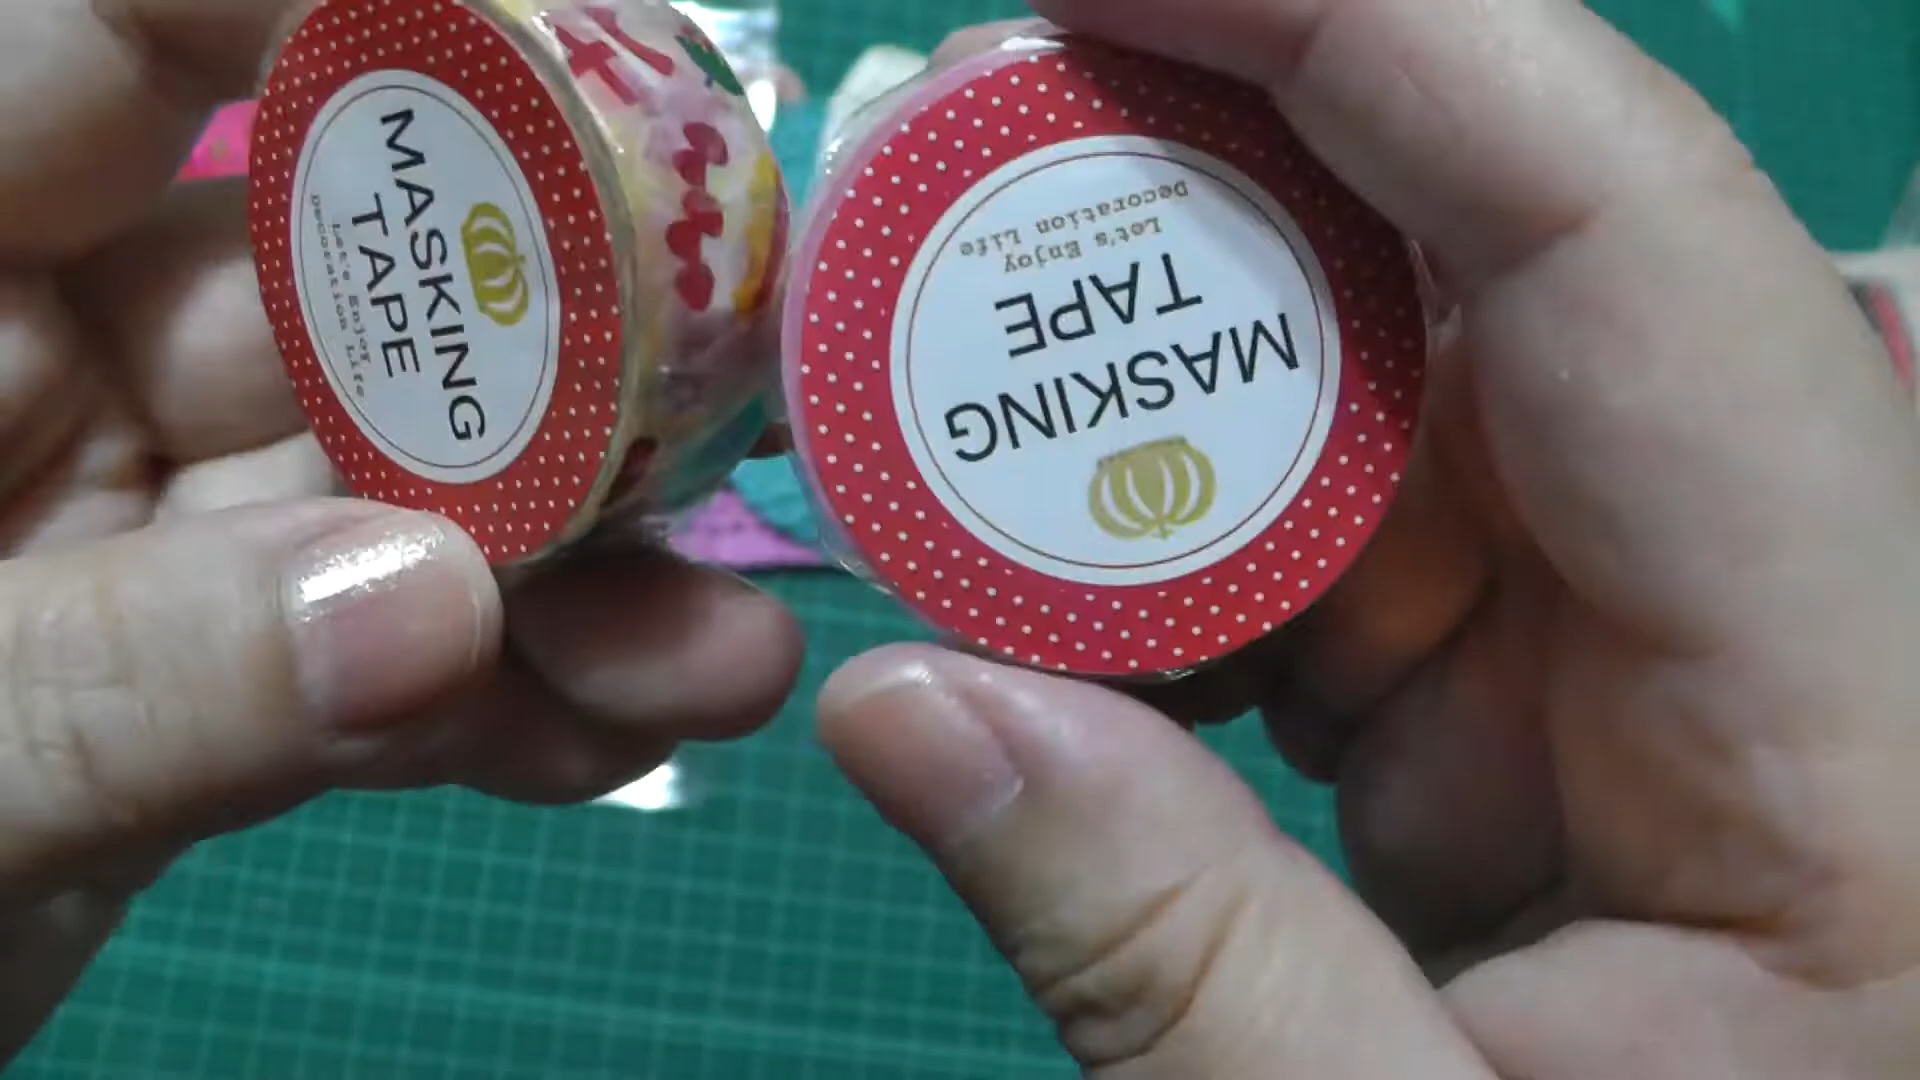 MASKING
TAPE
Let's Enjoy
Decoration Life
MASKING
TAPE
Let's Enjoy
Decoration Life